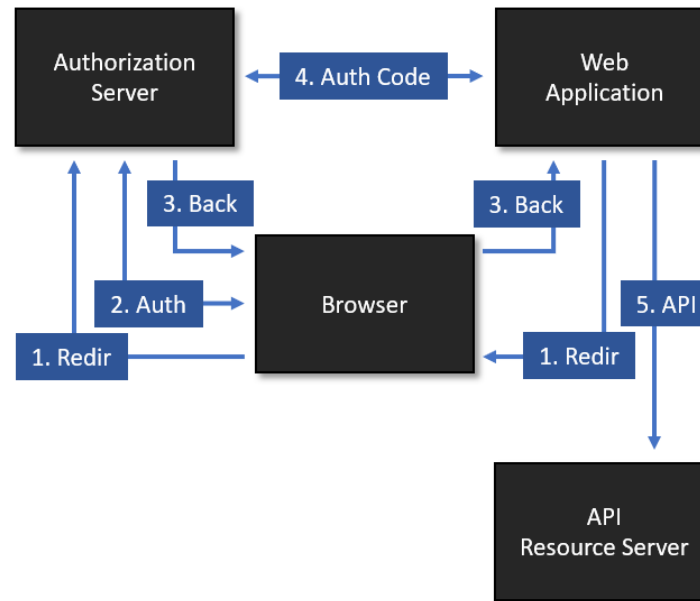 Authorization
Server
4. Auth Code
Web
Application
3. Back
3. Back
2. Auth
Browser
5. API
1. Redir
1. Redir
API
Resource Server